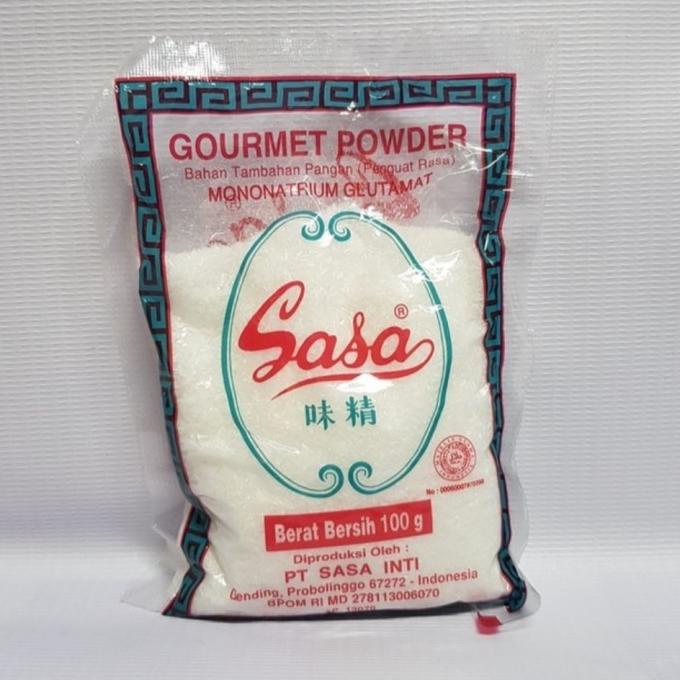 GOURMET POWDER
Bahan Tambahan Pangan (Penguat Rasa)
MONONATRIUM GLUTAMAT
Sasa®
味精
Berat Bersih 100 g
Diproduksi Oleh :
PT SASA INTI
Gending, Probolinggo 67272 - Indonesia
BPOM RI MD 278113006070